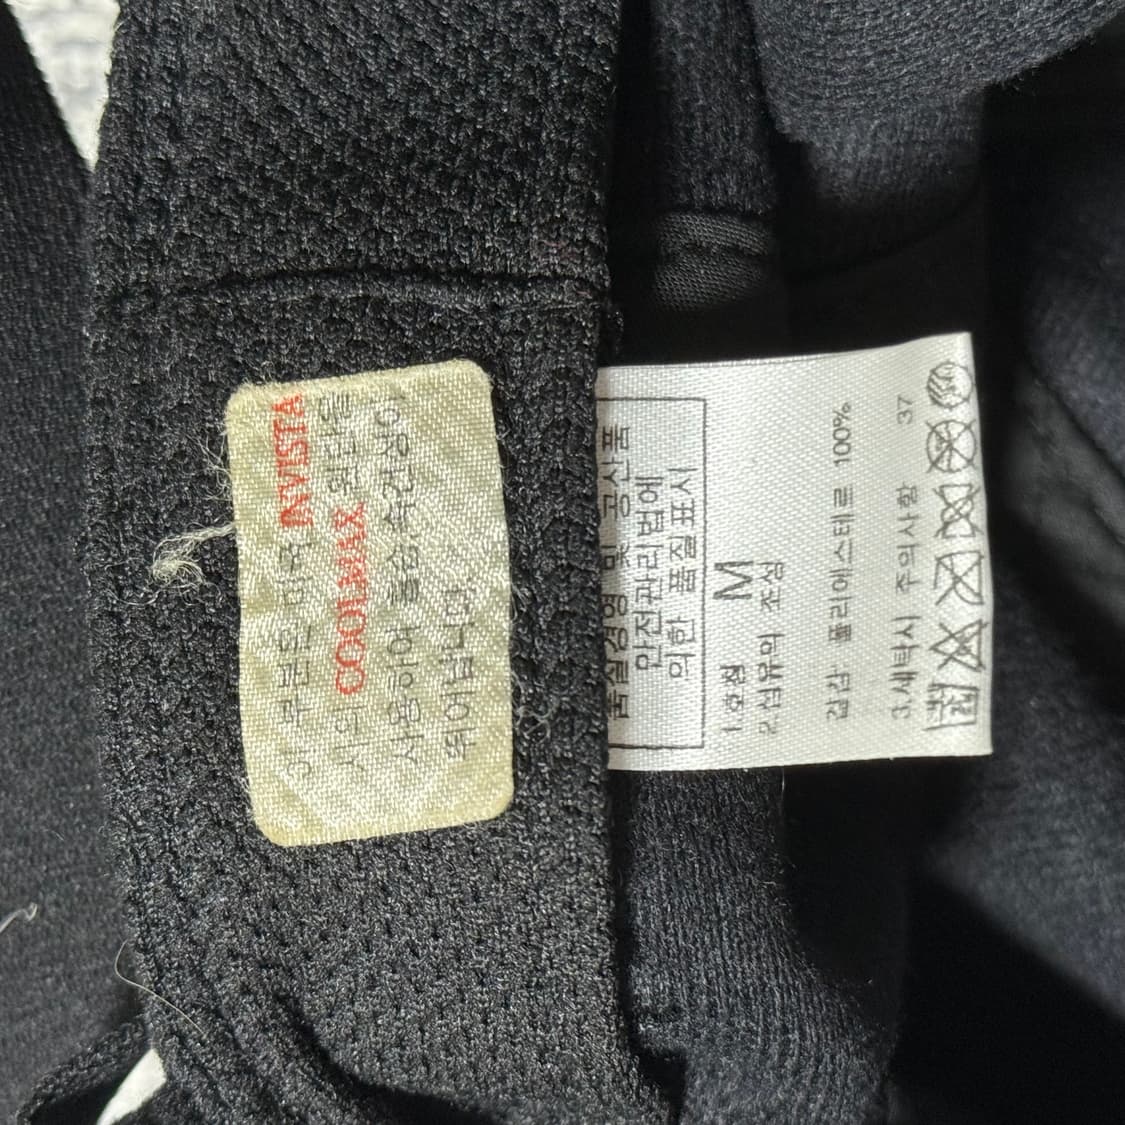 이 부분은 미국 INVISTA
사의 COOLMAX 원단을
사용하여 흡습,속건성이
뛰어납니다.
품질경영 및 공산품
안전관리법에
의한 품질표시
1.호칭 M
2.섬유의 조성
겉감 폴리에스테르 100%
3.세탁시 주의사항 37